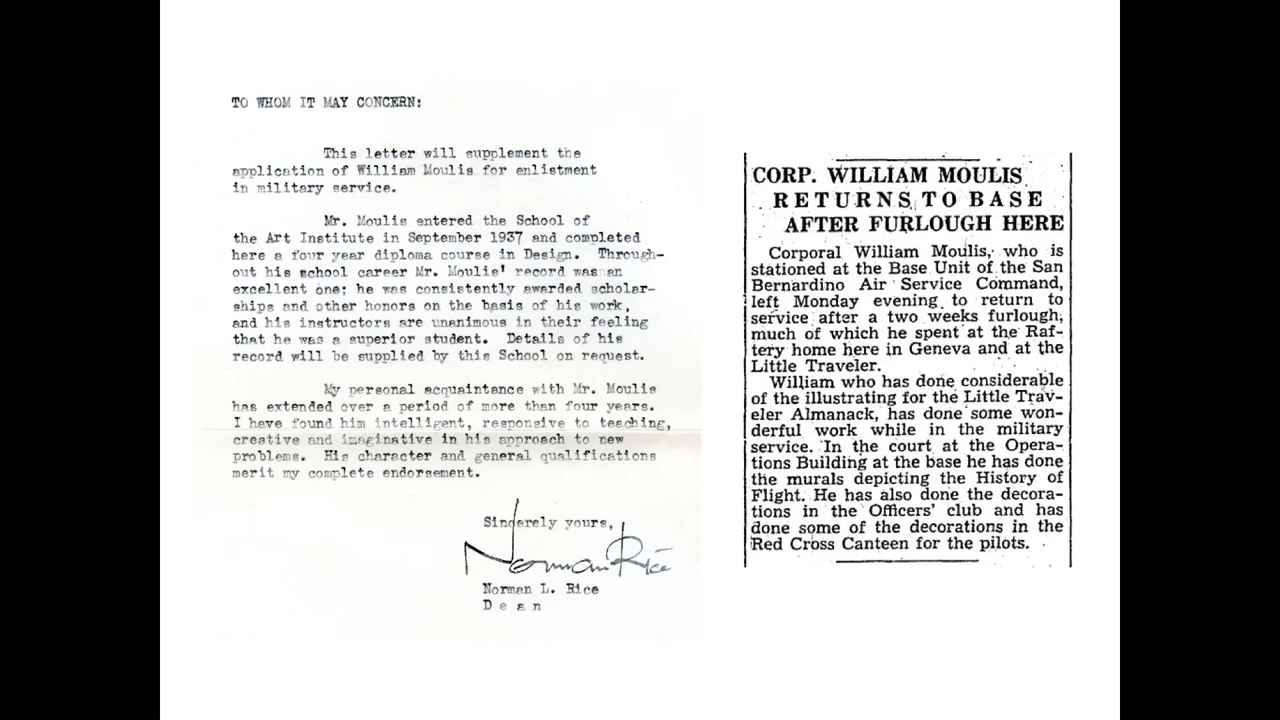 TO WHOM IT MAY CONCERN:
This letter will supplement the
application of William Moulis for enlistment
in military service.
Mr. Moulis entered the School of
the Art Institute in September 1937 and completed
here a four year diploma course in Design. Through-
out his school career Mr. Moulis' record was an
excellent one; he was consistently awarded scholar-
ships and other honors on the basis of his work,
and his instructors are unanimous in their feeling
that he was a superior student. Details of his
record will be supplied by this School on request.
My personal acquaintance with Mr. Moulis
has extended over a period of more than four years.
I have found him intelligent, responsive to teaching,
creative and imaginative in his approach to new
problems. His character and general qualifications
merit my complete endorsement.
Sincerely yours,
Norman Rice
Norman L. Rice
Dean
CORP. WILLIAM MOULIS
RETURNS TO BASE
AFTER FURLOUGH HERE
Corporal William Moulis, who is
stationed at the Base Unit of the San
Bernardino Air Service Command,
left Monday evening to return to
service after a two weeks furlough,
much of which he spent at the Raf-
tery home here in Geneva and at the
Little Traveler.
William who has done considerable
of the illustrating for the Little Trav-
eler Almanack, has done some won-
derful work while in the military
service. In the court at the Opera-
tions Building at the base he has done
the murals depicting the History of
Flight. He has also done the decora-
tions in the Officers' club and has
done some of the decorations in the
Red Cross Canteen for the pilots.